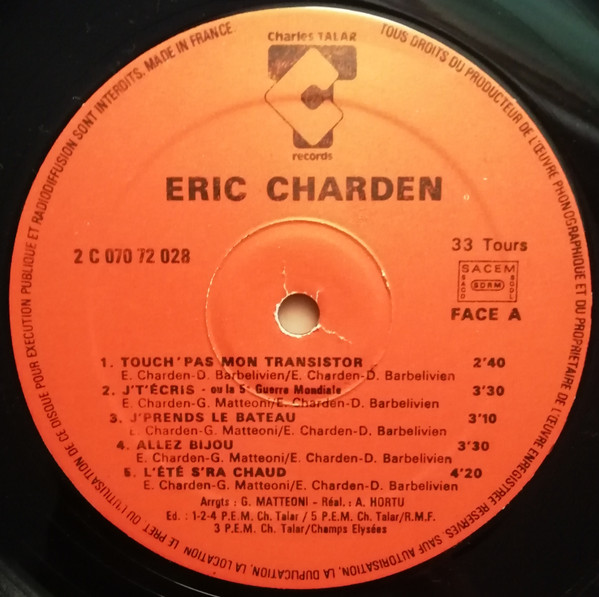 TOUS DROITS DU PRODUCTEUR DE L'ŒUVRE PHONOGRAPHIQUE ET DU PROPRIETAIRE DE L'ŒUVRE ENREGISTREE RESERVES. SAUF AUTORISATION, LA DUPLICATION, LA LOCATION, LE PRET OU L'UTILISATION DE CE DISQUE POUR EXECUTION PUBLIQUE ET RADIODIFFUSION SONT INTERDITS. MADE IN FRANCE.
Charles TALAR
records
ERIC CHARDEN
2 C 070 72 028
33 Tours
SACEM
SACD SDRM SGDL
FACE A
1. TOUCH'PAS MON TRANSISTOR 2'40
E. Charden-D. Barbelivien/E. Charden-D. Barbelivien
2. J'T'ÉCRIS - ou la 5e Guerre Mondiale 3'30
E. Charden-G. Matteoni/E. Charden-D. Barbelivien
3. J'PRENDS LE BATEAU 3'10
E. Charden-G. Matteoni/E. Charden-D. Barbelivien
4. ALLEZ BIJOU 3'30
E. Charden-G. Matteoni/E. Charden-D. Barbelivien
5. L'ÉTÉ S'RA CHAUD 4'20
E. Charden-G. Matteoni/E. Charden-D. Barbelivien
Arrgts : G. MATTEONI - Réal. : A. HORTU
Ed. : 1-2-4 P.E.M. Ch. Talar / 5 P.E.M. Ch. Talar/R.M.F.
3 P.E.M. Ch. Talar/Champs Elysées